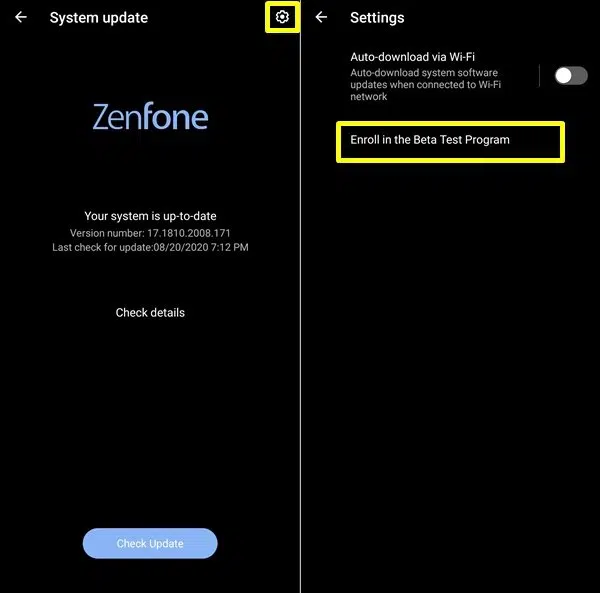 System update
Zenfone
Your system is up-to-date
Version number: 17.1810.2008.171
Last check for update:08/20/2020 7:12 PM
Check details
Check Update
Settings
Auto-download via Wi-Fi
Auto-download system software
updates when connected to Wi-Fi
network
Enroll in the Beta Test Program